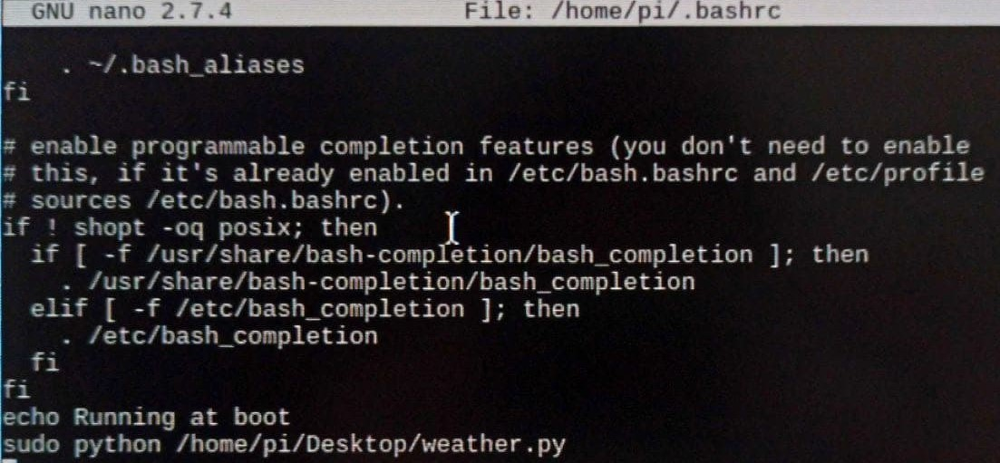 GNU nano 2.7.4 File: /home/pi/.bashrc
. ~/.bash_aliases
fi
# enable programmable completion features (you don't need to enable
# this, if it's already enabled in /etc/bash.bashrc and /etc/profile
# sources /etc/bash.bashrc).
if ! shopt -oq posix; then
if [ -f /usr/share/bash-completion/bash_completion ]; then
. /usr/share/bash-completion/bash_completion
elif [ -f /etc/bash_completion ]; then
. /etc/bash_completion
fi
fi
echo Running at boot
sudo python /home/pi/Desktop/weather.py